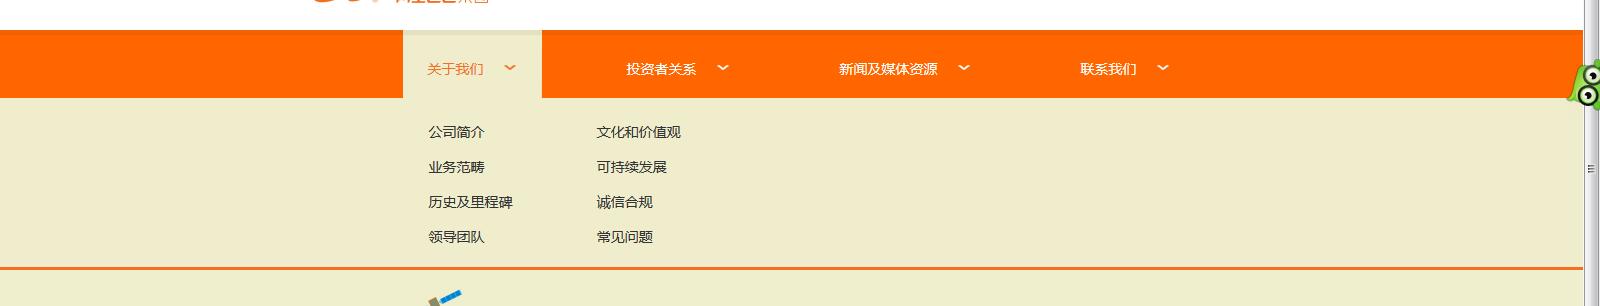 关于我们 投资者关系 新闻及媒体资源 联系我们
公司简介 文化和价值观
业务范畴 可持续发展
历史及里程碑 诚信合规
领导团队 常见问题